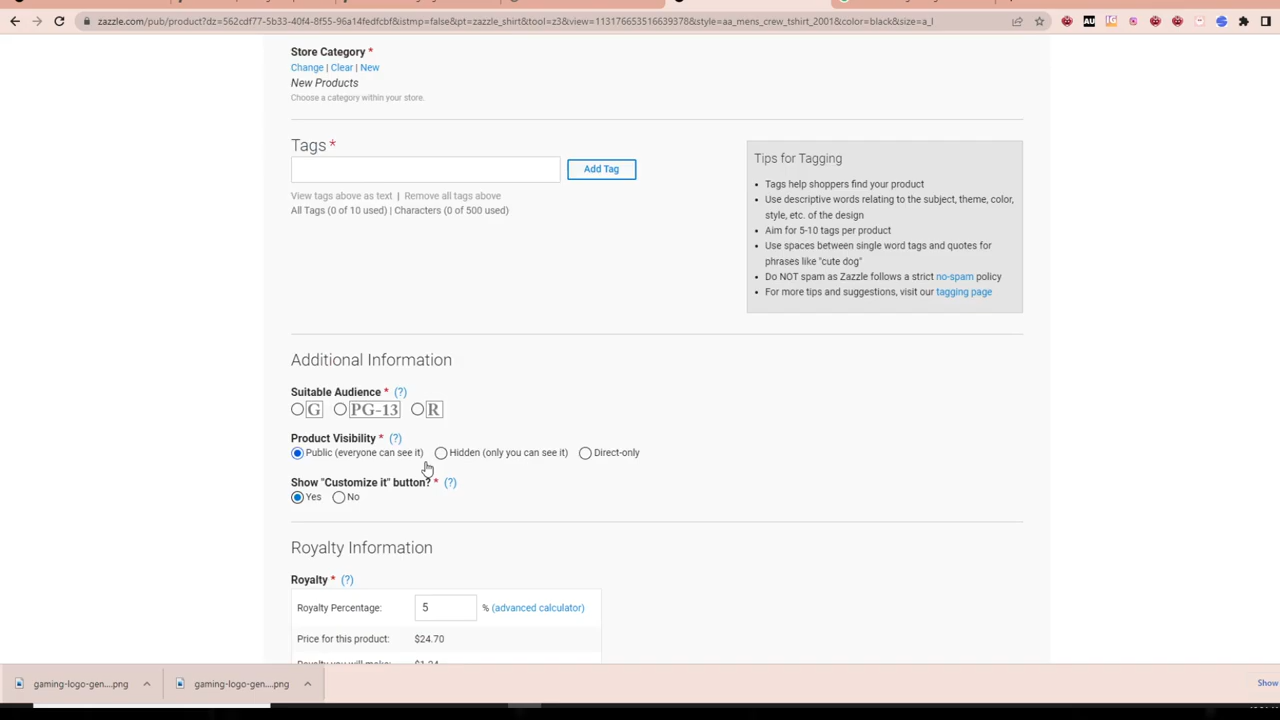 zazzle.com/pub/product?dz=562cdf77-5b33-40f4-8f55-96a14fedfcbf&istmp=false&pt=zazzle_shirt&tool=z3&view=113176653516639378&style=aa_mens_crew_tshirt_2001&color=black&size=a_l
Store Category *
Change | Clear | New
New Products
Choose a category within your store.
Tags *
Add Tag
View tags above as text | Remove all tags above
All Tags (0 of 10 used) | Characters (0 of 500 used)
Tips for Tagging
• Tags help shoppers find your product
• Use descriptive words relating to the subject, theme, color,
style, etc. of the design
• Aim for 5-10 tags per product
• Use spaces between single word tags and quotes for
phrases like "cute dog"
• Do NOT spam as Zazzle follows a strict no-spam policy
• For more tips and suggestions, visit our tagging page
Additional Information
Suitable Audience * (?)
G PG-13 R
Product Visibility * (?)
Public (everyone can see it) Hidden (only you can see it) Direct-only
Show "Customize it" button? * (?)
Yes No
Royalty Information
Royalty * (?)
Royalty Percentage: 5 % (advanced calculator)
Price for this product: $24.70
Royalty you will make: $1.24
gaming-logo-gen....png gaming-logo-gen....png Show